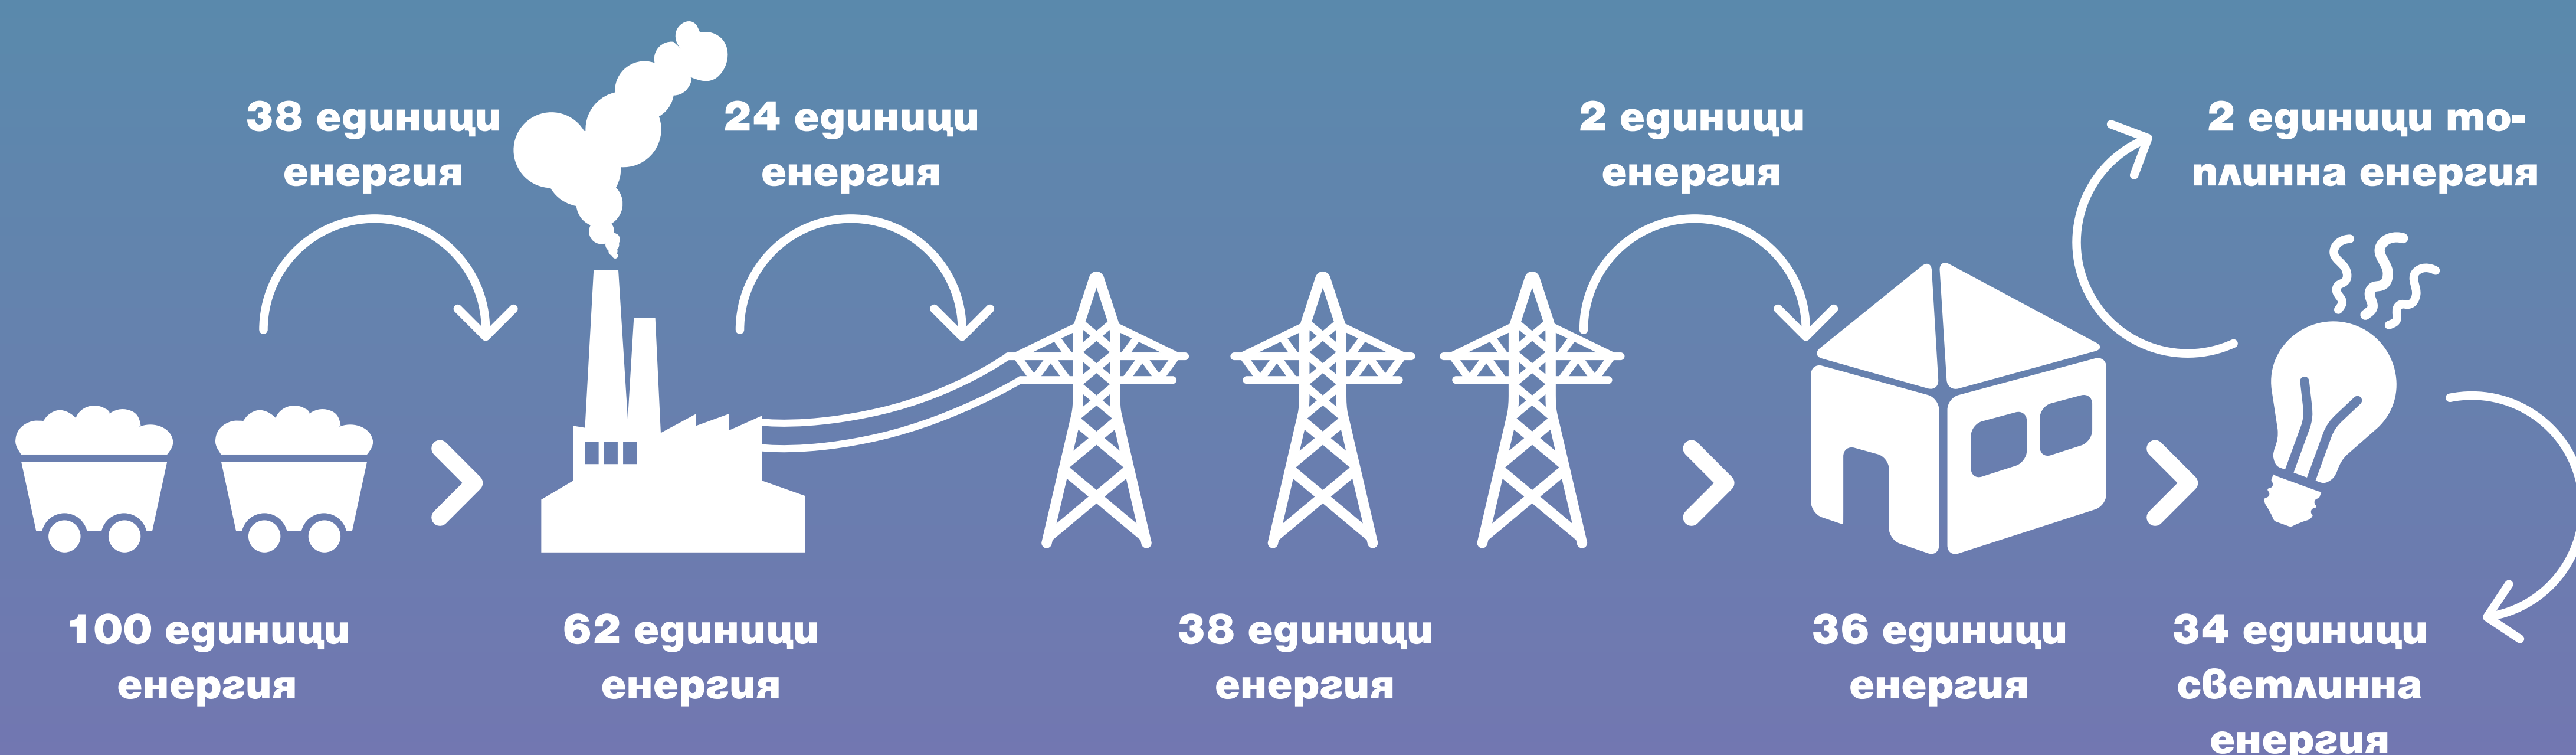 38 единици
енергия
24 единици
енергия
2 единици
енергия
2 единици то-
плинна енергия
100 единици
енергия
62 единици
енергия
38 единици
енергия
36 единици
енергия
34 единици
светлинна
енергия